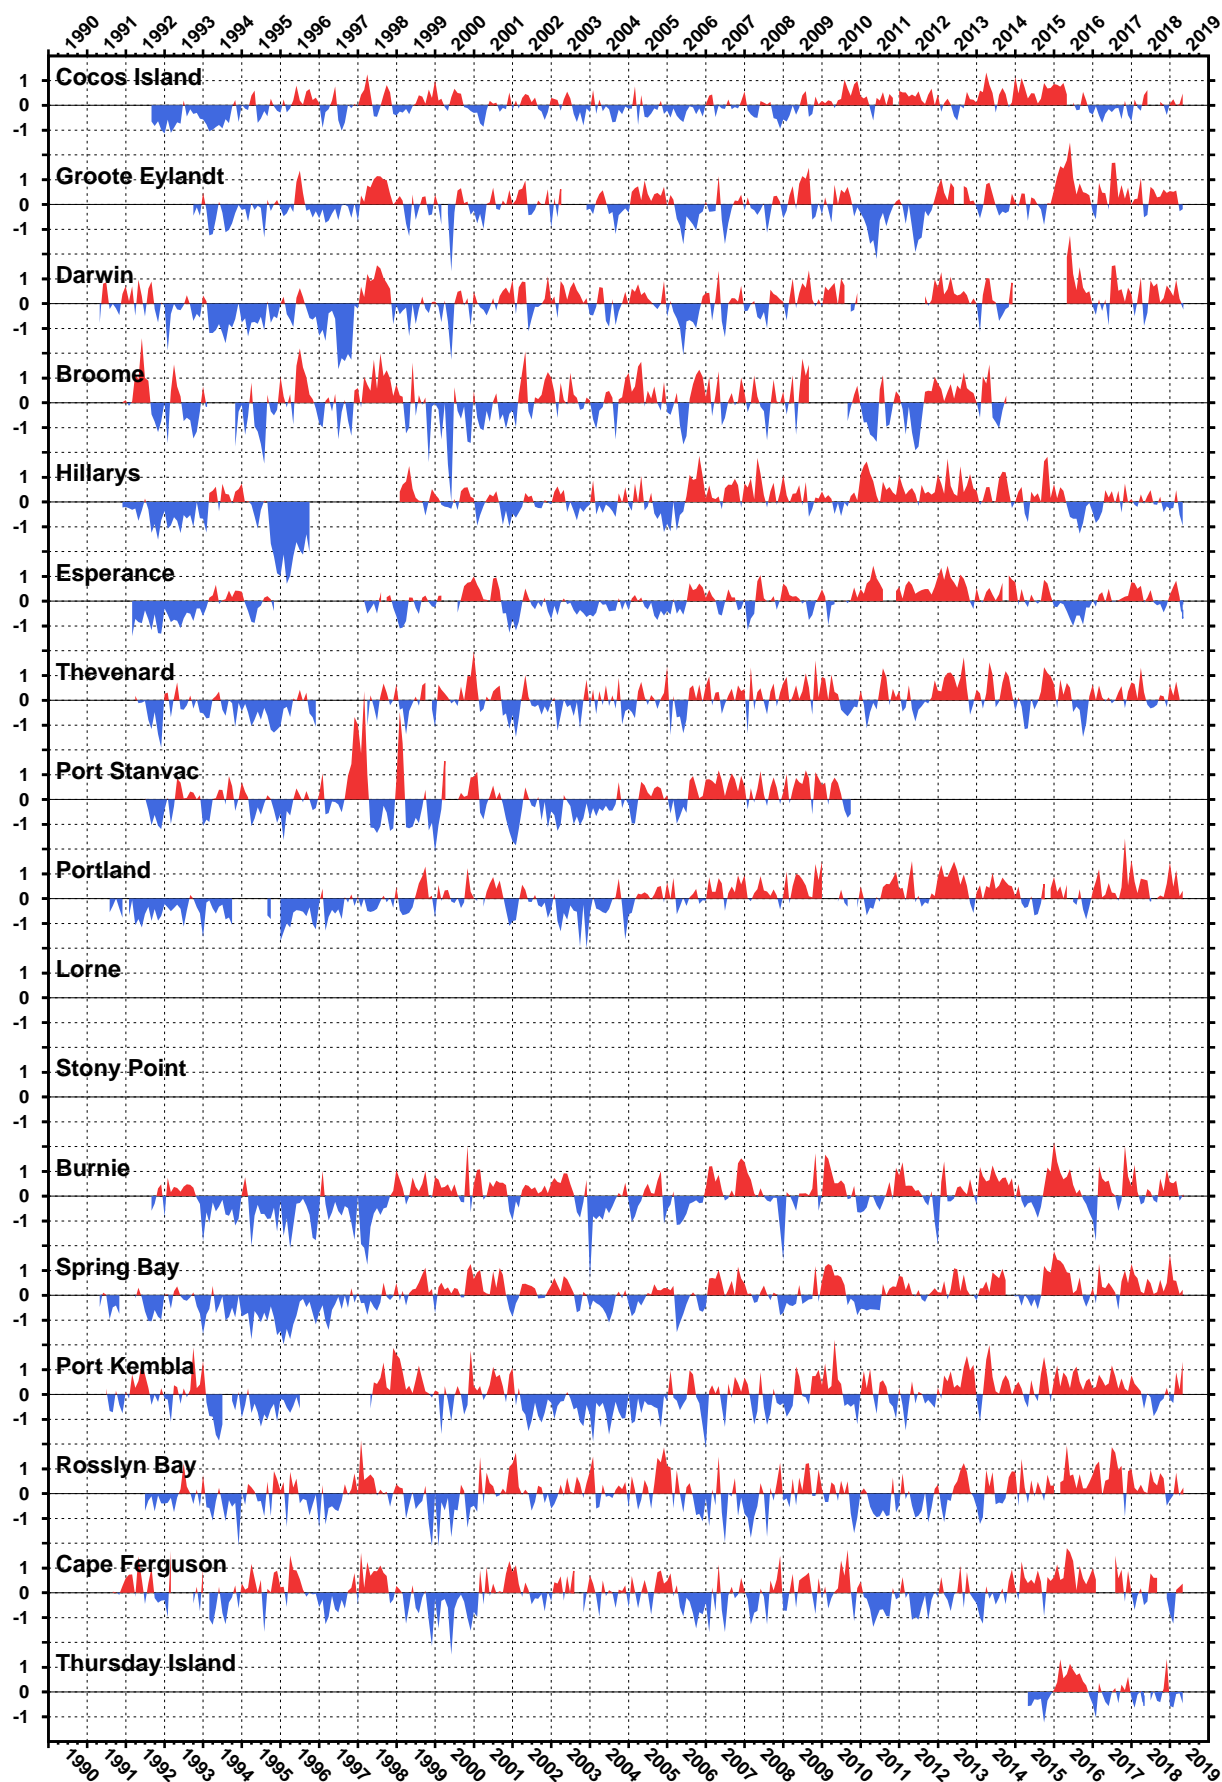 1990 1991 1992 1993 1994 1995 1996 1997 1998 1999 2000 2001 2002 2003 2004 2005 2006 2007 2008 2009 2010 2011 2012 2013 2014 2015 2016 2017 2018 2019
Cocos Island
1
0
-1
Groote Eylandt
1
0
-1
Darwin
1
0
-1
Broome
1
0
-1
Hillarys
1
0
-1
Esperance
1
0
-1
Thevenard
1
0
-1
Port Stanvac
1
0
-1
Portland
1
0
-1
Lorne
1
0
-1
Stony Point
1
0
-1
Burnie
1
0
-1
Spring Bay
1
0
-1
Port Kembla
1
0
-1
Rosslyn Bay
1
0
-1
Cape Ferguson
1
0
-1
Thursday Island
1
0
-1
1990 1991 1992 1993 1994 1995 1996 1997 1998 1999 2000 2001 2002 2003 2004 2005 2006 2007 2008 2009 2010 2011 2012 2013 2014 2015 2016 2017 2018 2019